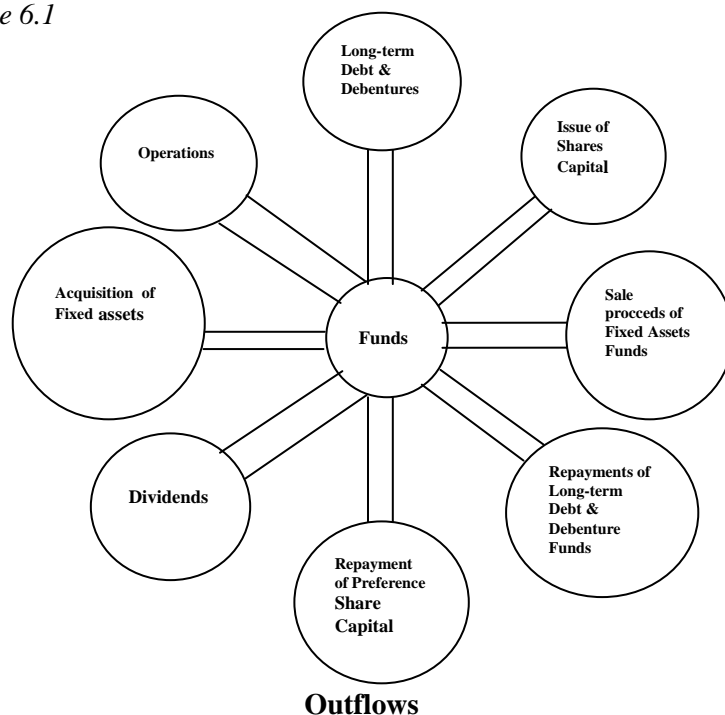 e 6.1
Long-term
Debt &
Debentures
Issue of
Shares
Capital
Operations
Acquisition of
Fixed assets
Sale
procceds of
Fixed Assets
Funds
Funds
Dividends
Repayments of
Long-term
Debt &
Debenture
Funds
Repayment
of Preference
Share
Capital
Outflows